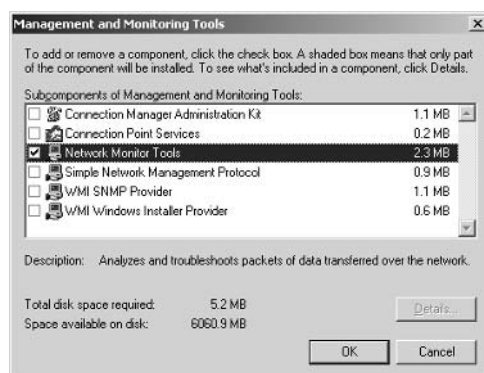 Management and Monitoring Tools
To add or remove a component, click the check box. A shaded box means that only part
of the component will be installed. To see what's included in a component, click Details.
Subcomponents of Management and Monitoring Tools:
Connection Manager Administration Kit 1.1 MB
Connection Point Services 0.2 MB
Network Monitor Tools 2.3 MB
Simple Network Management Protocol 0.9 MB
WMI SNMP Provider 1.1 MB
WMI Windows Installer Provider 0.6 MB
Description: Analyzes and troubleshoots packets of data transferred over the network.
Total disk space required: 5.2 MB
Details...
Space available on disk: 6060.9 MB
OK Cancel